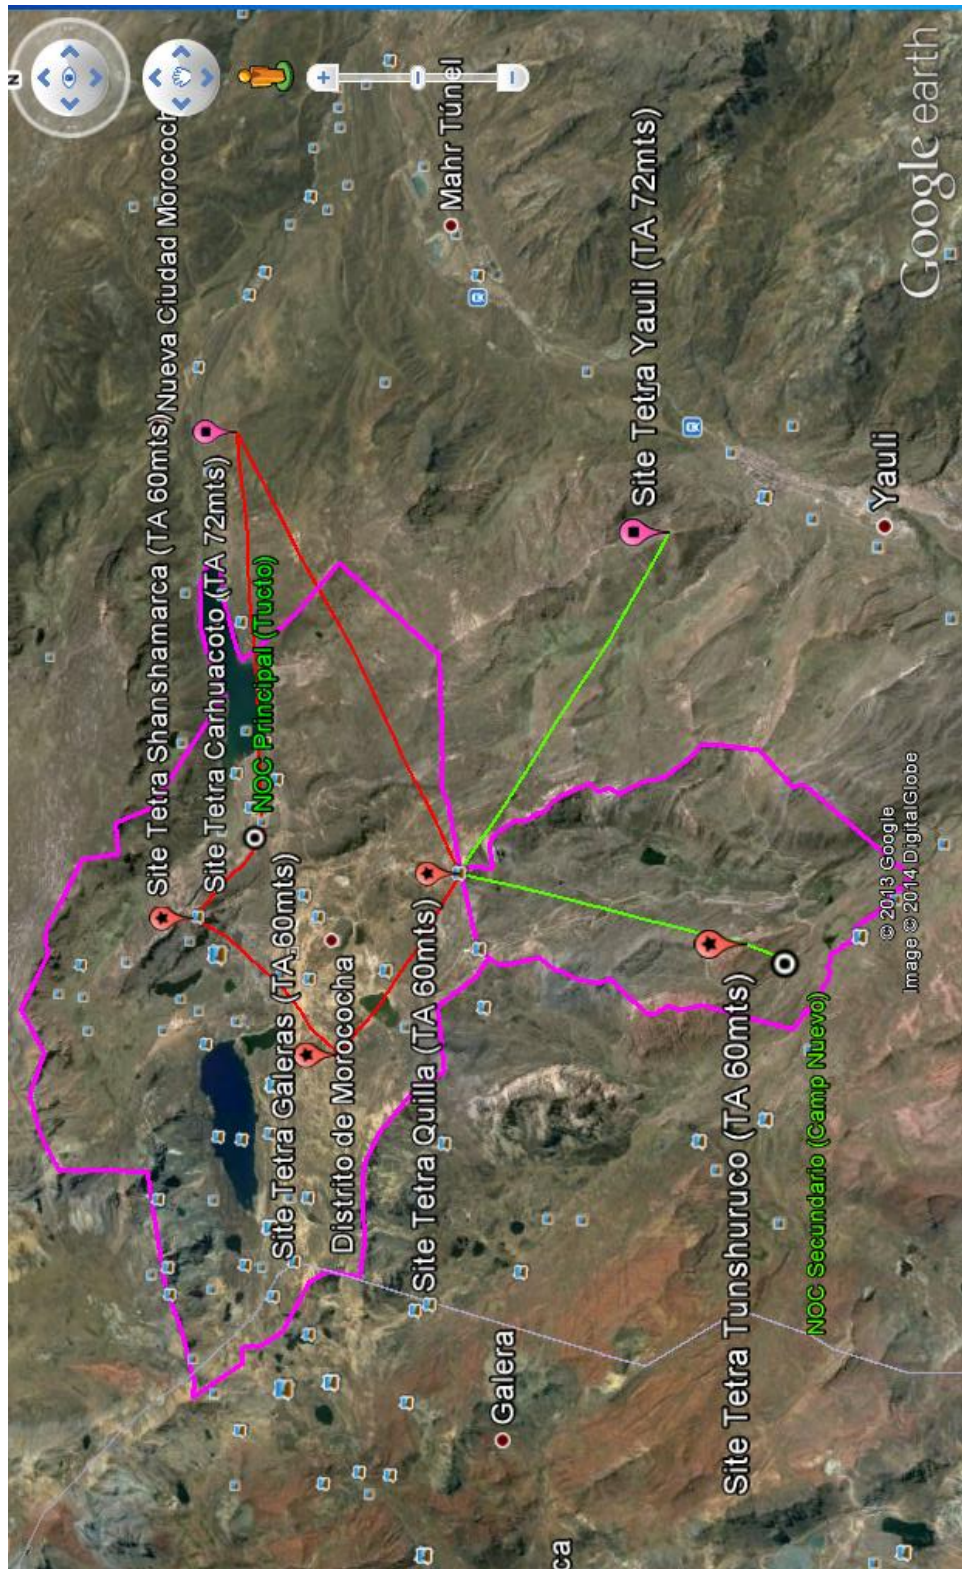 N
Nueva Ciudad Morococh
Site Tetra Shanshamarca (TA 60mts)
Site Tetra Carhuacoto (TA 72mts)
NOC Principal (Tucto)
Site Tetra Galeras (TA 60mts)
Distrito de Morococha
Mahr Túnel
Site Tetra Quilla (TA 60mts)
Galera
Site Tetra Yauli (TA 72mts)
Site Tetra Tunshuruco (TA 60mts)
NOC Secundario (Camp Nuevo)
Yauli
ca
© 2013 Google
Image © 2014 DigitalGlobe
Google earth